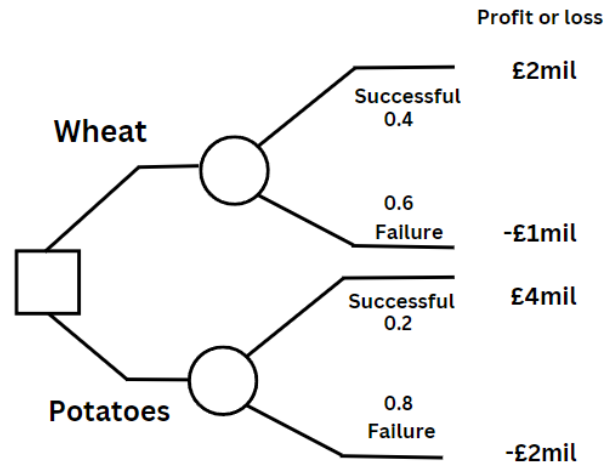 Profit or loss
£2mil
Successful
0.4
Wheat
0.6
Failure
-£1mil
£4mil
Successful
0.2
Potatoes
0.8
Failure
-£2mil